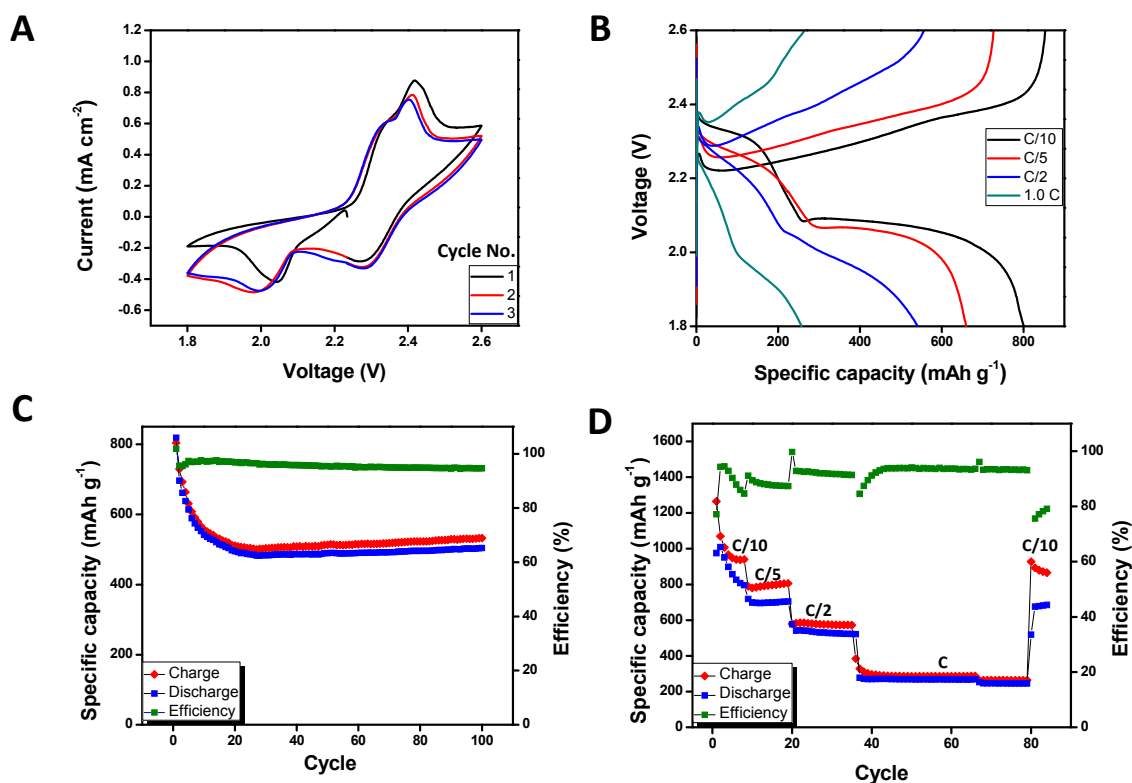 A
1.2
1.0
0.8
0.6
0.4
0.2
0.0
-0.2
-0.4
-0.6
-0.8
Current (mA cm-2)
Cycle No.
1
2
3
1.8
2.0
2.2
2.4
2.6
Voltage (V)
B
2.6
2.4
2.2
2.0
1.8
Voltage (V)
C/10
C/5
C/2
1.0 C
0
200
400
600
800
Specific capacity (mAh g-1)
C
800
600
400
200
0
Specific capacity (mAh g-1)
100
80
60
40
20
0
Efficiency (%)
Charge
Discharge
Efficiency
0
20
40
60
80
100
Cycle
D
1600
1400
1200
1000
800
600
400
200
0
Specific capacity (mAh g-1)
100
80
60
40
20
0
Efficiency (%)
C/10
C/5
C/2
C
C/10
Charge
Discharge
Efficiency
0
20
40
60
80
Cycle